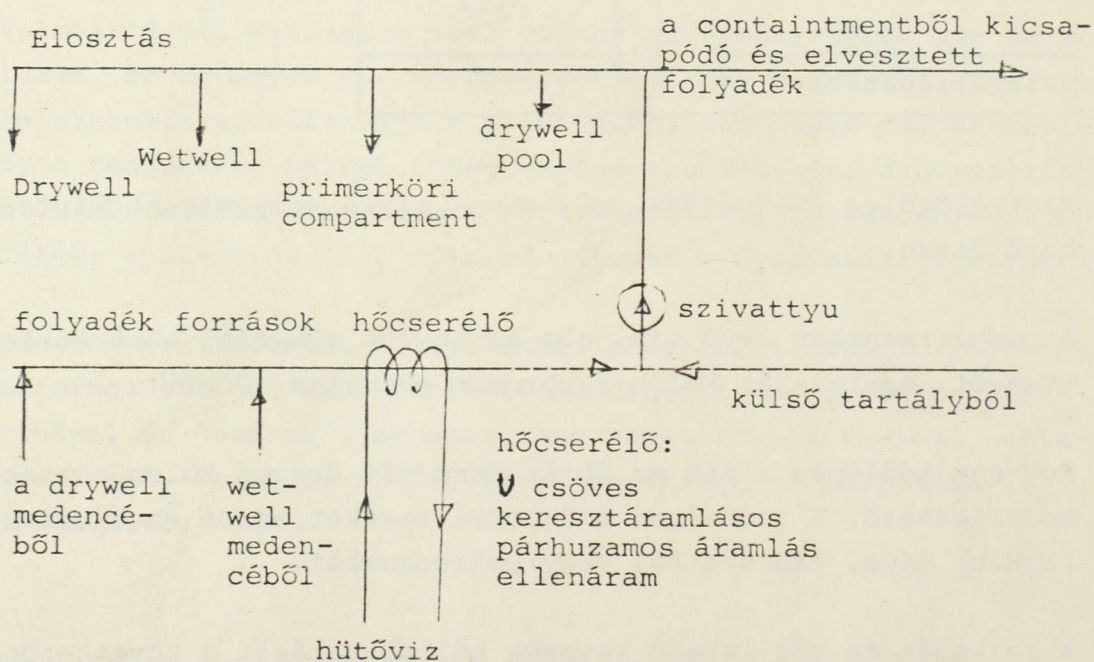 Elosztás
a containtmentből kicsa-
pódó és elvesztett
folyadék
Drywell
Wetwell
primerköri
compartment
drywell
pool
szivattyu
folyadék források
hőcserélő
külső tartályból
a drywell
medencé-
ből
wet-
well
meden-
céből
hőcserélő:
U csöves
keresztáramlásos
párhuzamos áramlás
ellenáram
hütőviz